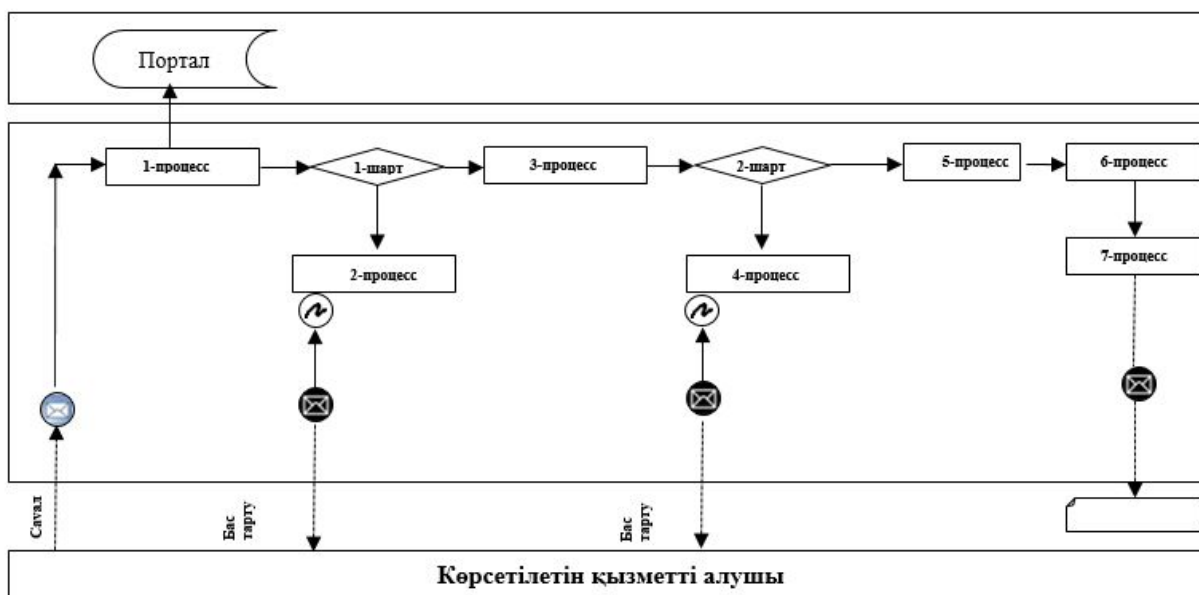 Портал
1-процесс
1-шарт
3-процесс
2-шарт
5-процесс
6-процесс
2-процесс
4-процесс
7-процесс
Сауал
Бас
тарту
Бас
тарту
Көрсетілетін қызметті алушы